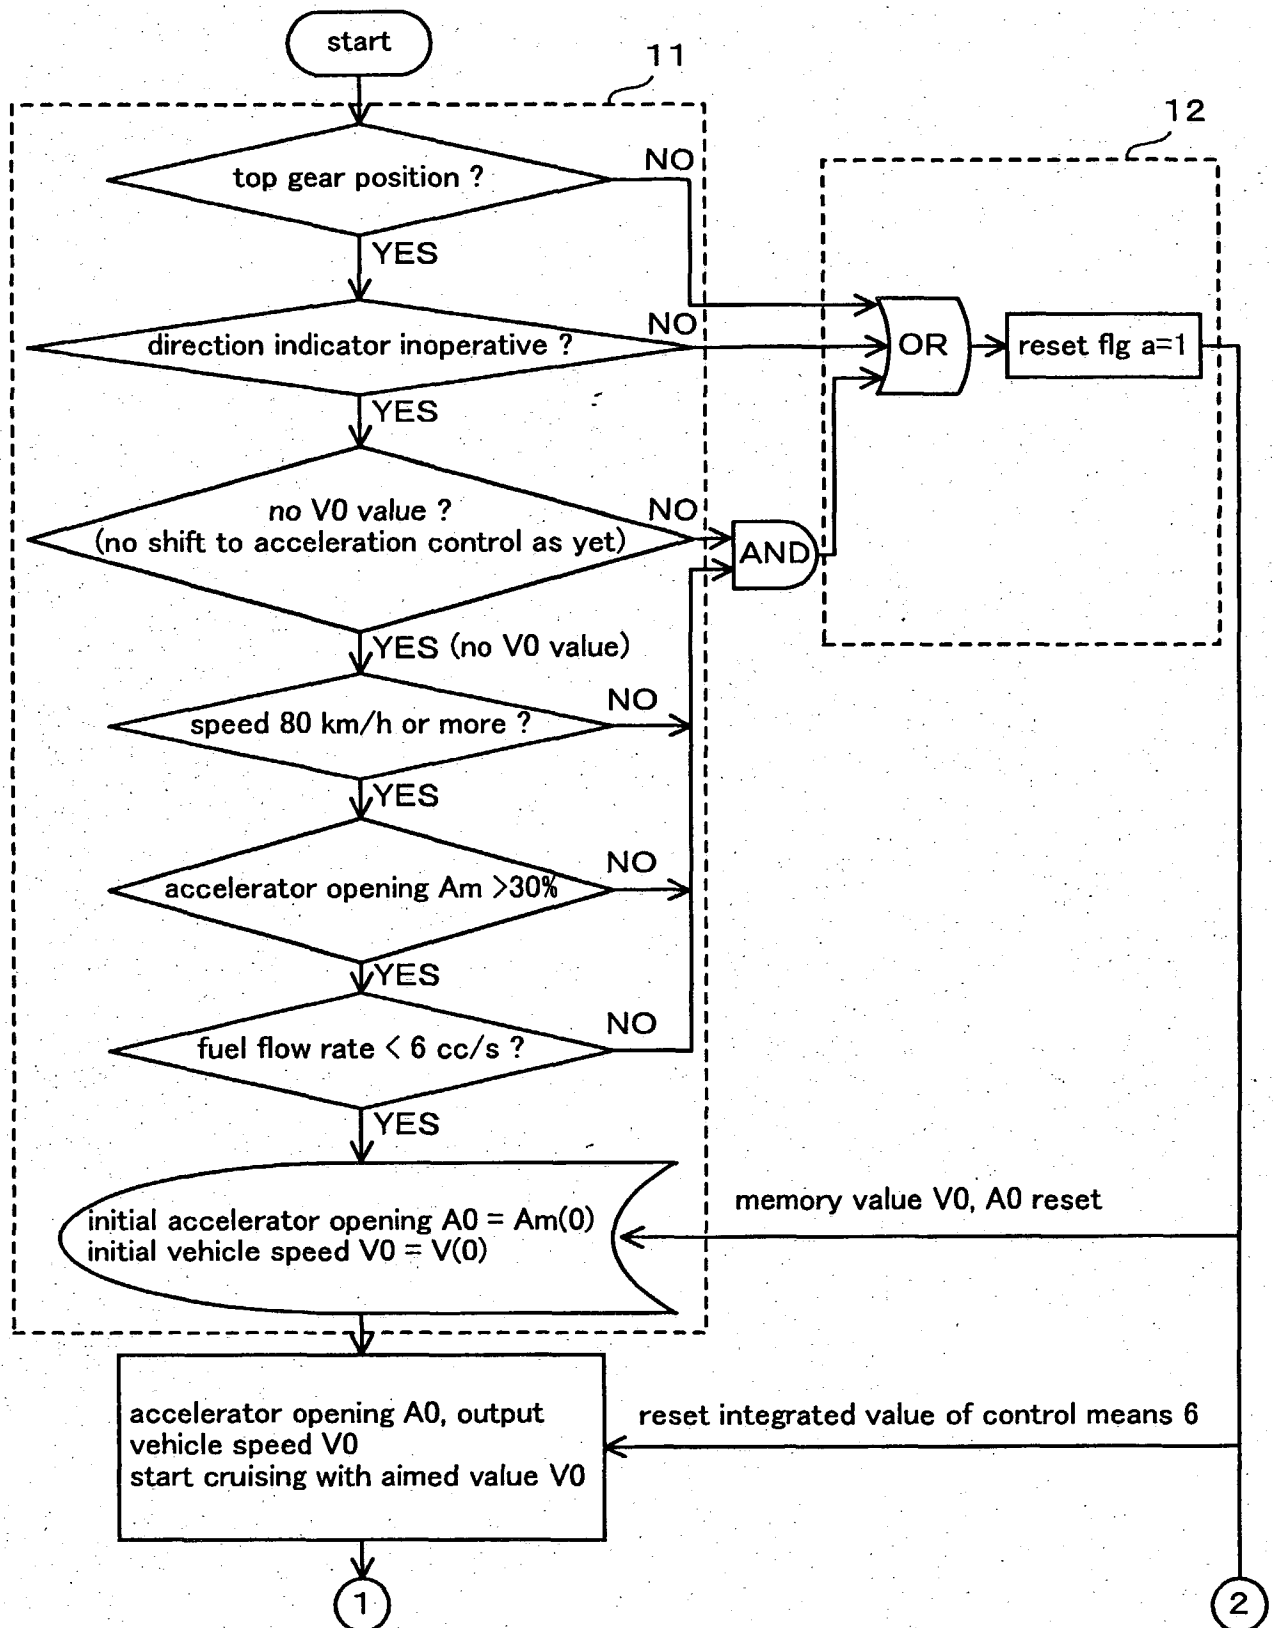 start
11
12
top gear position ?
NO
YES
direction indicator inoperative ?
NO
OR
reset flg a=1
YES
no V0 value ?
(no shift to acceleration control as yet)
NO
AND
YES (no V0 value)
speed 80 km/h or more ?
NO
YES
accelerator opening Am >30%
NO
YES
fuel flow rate < 6 cc/s ?
NO
YES
initial accelerator opening A0 = Am(0)
initial vehicle speed V0 = V(0)
memory value V0, A0 reset
accelerator opening A0, output
vehicle speed V0
start cruising with aimed value V0
reset integrated value of control means 6
1
2